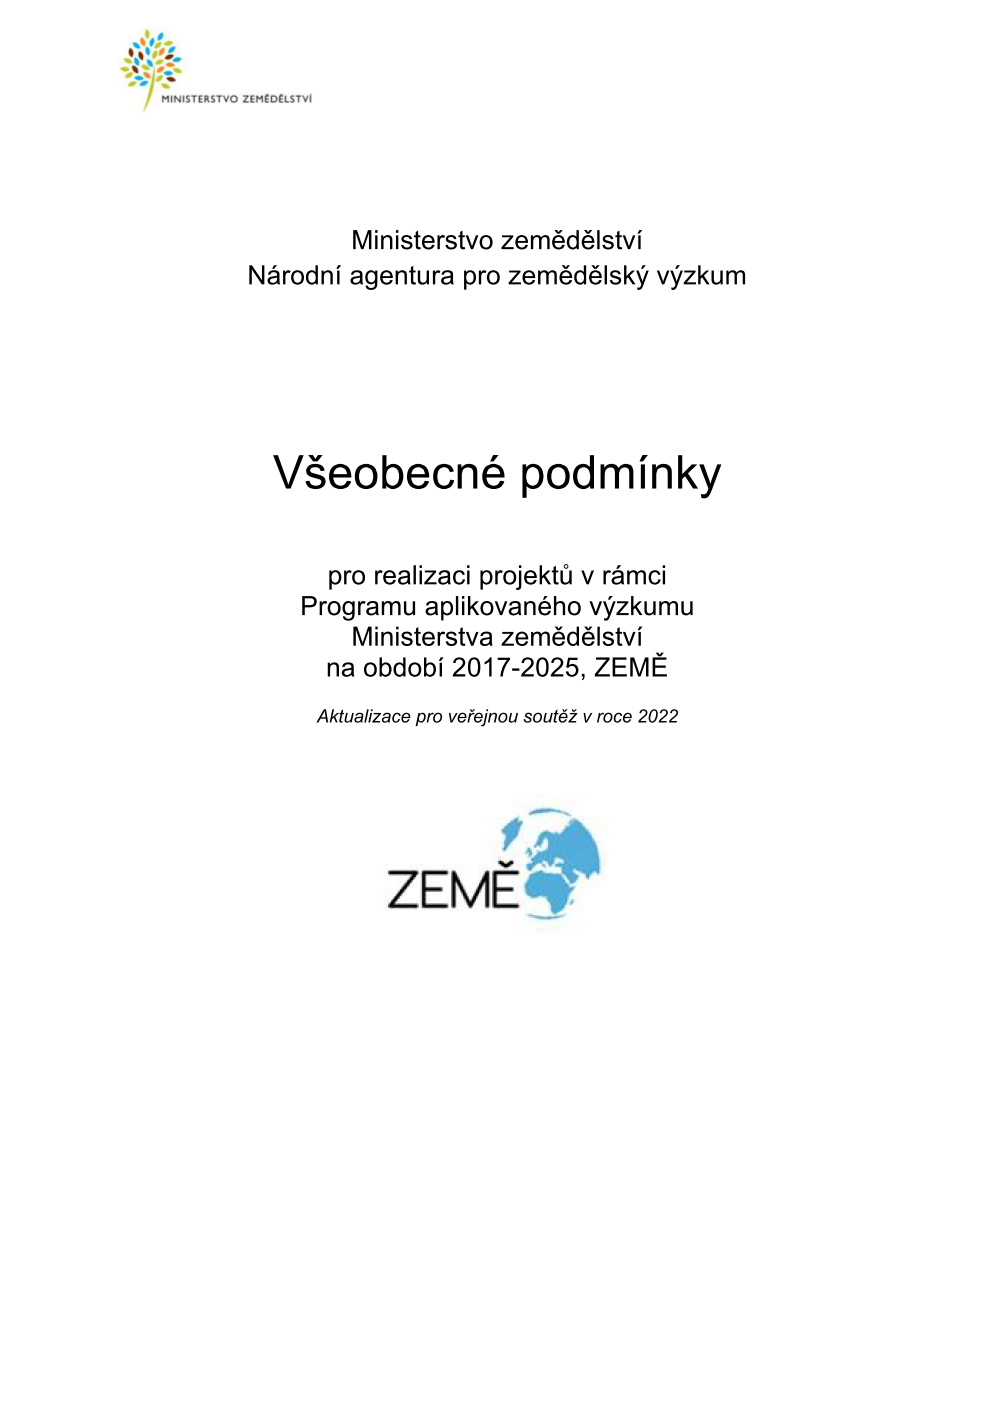 MINISTERSTVO ZEMĚDĚLSTVÍ
Ministerstvo zemědělství
Národní agentura pro zemědělský výzkum
Všeobecné podmínky
pro realizaci projektů v rámci
Programu aplikovaného výzkumu
Ministerstva zemědělství
na období 2017-2025, ZEMĚ
Aktualizace pro veřejnou soutěž v roce 2022
ZEMĚ